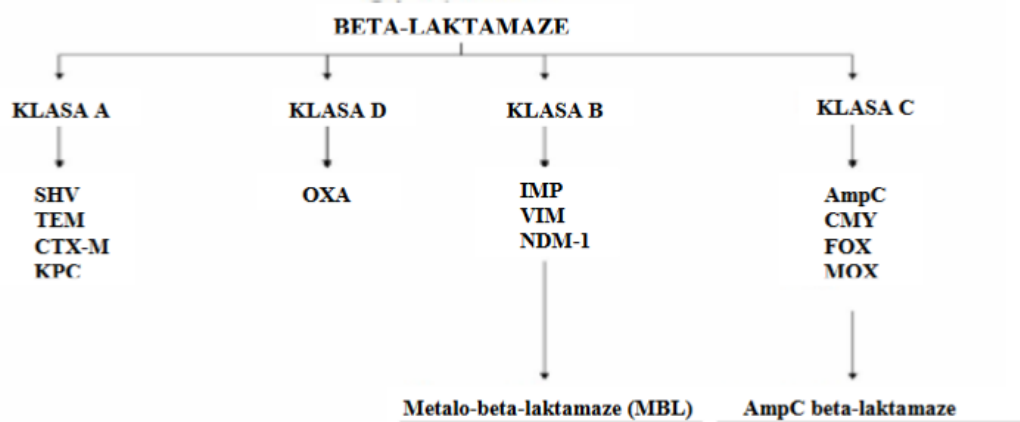 BETA-LAKTAMAZE
KLASA A
KLASA D
KLASA B
KLASA C
SHV
TEM
CTX-M
KPC
OXA
IMP
VIM
NDM-1
AmpC
CMY
FOX
MOX
Metalo-beta-laktamaze (MBL)
AmpC beta-laktamaze